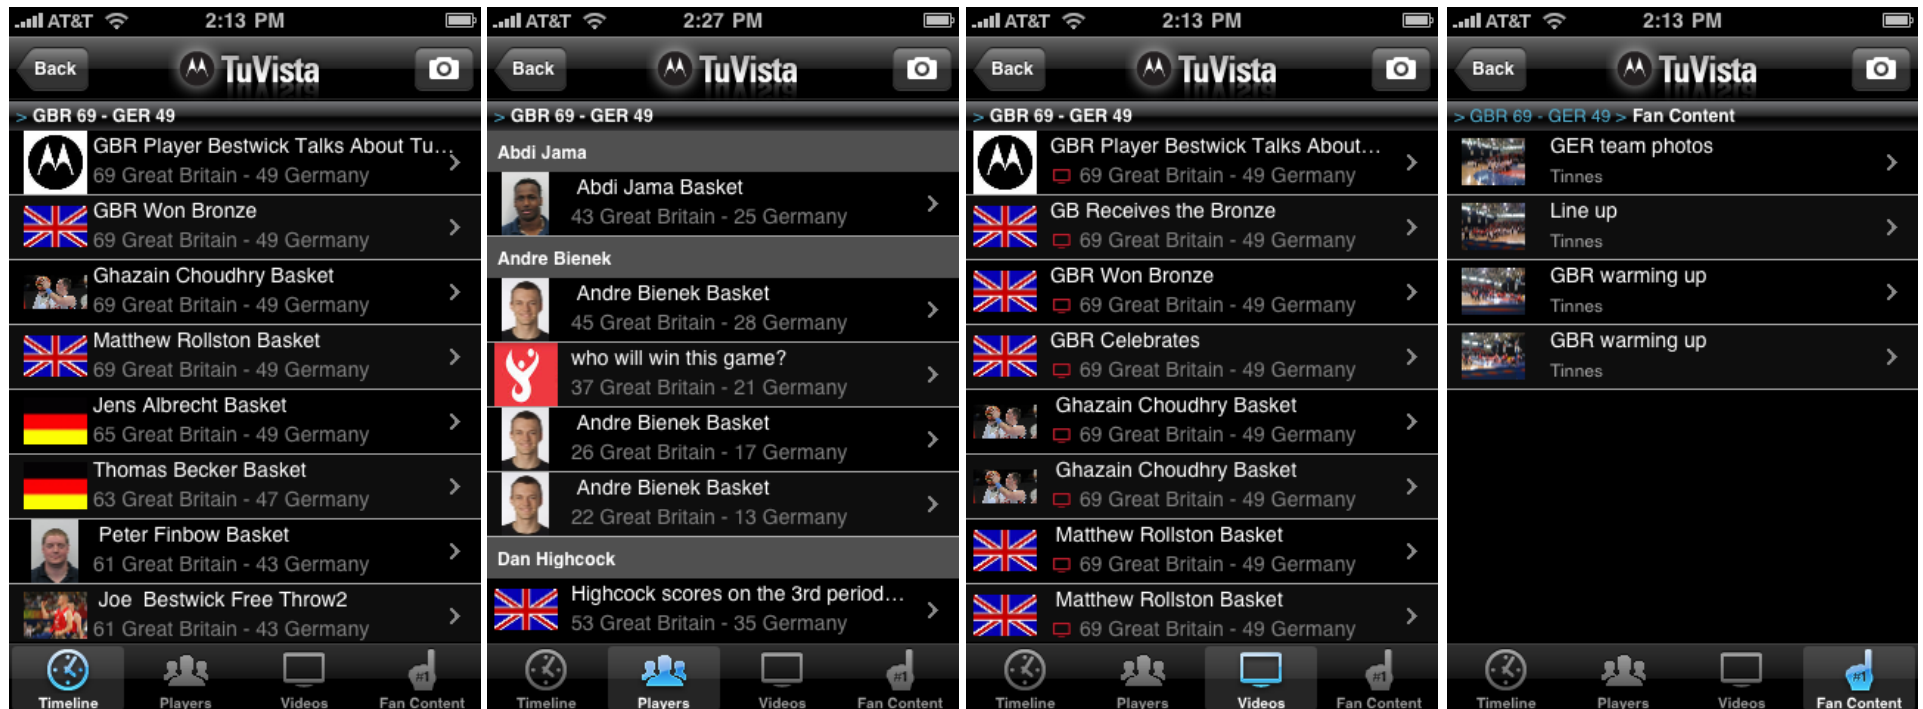 AT&T 2:13 PM
Back TuVista
> GBR 69 - GER 49
GBR Player Bestwick Talks About Tu...
69 Great Britain - 49 Germany
GBR Won Bronze
69 Great Britain - 49 Germany
Ghazain Choudhry Basket
69 Great Britain - 49 Germany
Matthew Rollston Basket
69 Great Britain - 49 Germany
Jens Albrecht Basket
65 Great Britain - 49 Germany
Thomas Becker Basket
63 Great Britain - 47 Germany
Peter Finbow Basket
61 Great Britain - 43 Germany
Joe Bestwick Free Throw2
61 Great Britain - 43 Germany
#1
Timeline Players Videos Fan Content
AT&T 2:27 PM
Back TuVista
> GBR 69 - GER 49
Abdi Jama
Abdi Jama Basket
43 Great Britain - 25 Germany
Andre Bienek
Andre Bienek Basket
45 Great Britain - 28 Germany
who will win this game?
37 Great Britain - 21 Germany
Andre Bienek Basket
26 Great Britain - 17 Germany
Andre Bienek Basket
22 Great Britain - 13 Germany
Dan Highcock
Highcock scores on the 3rd period...
53 Great Britain - 35 Germany
#1
Timeline Players Videos Fan Content
AT&T 2:13 PM
Back TuVista
> GBR 69 - GER 49
GBR Player Bestwick Talks About...
69 Great Britain - 49 Germany
GB Receives the Bronze
69 Great Britain - 49 Germany
GBR Won Bronze
69 Great Britain - 49 Germany
GBR Celebrates
69 Great Britain - 49 Germany
Ghazain Choudhry Basket
69 Great Britain - 49 Germany
Ghazain Choudhry Basket
69 Great Britain - 49 Germany
Matthew Rollston Basket
69 Great Britain - 49 Germany
Matthew Rollston Basket
69 Great Britain - 49 Germany
#1
Timeline Players Videos Fan Content
AT&T 2:13 PM
Back TuVista
> GBR 69 - GER 49 > Fan Content
GER team photos
Tinnes
Line up
Tinnes
GBR warming up
Tinnes
GBR warming up
Tinnes
#1
Timeline Players Videos Fan Content